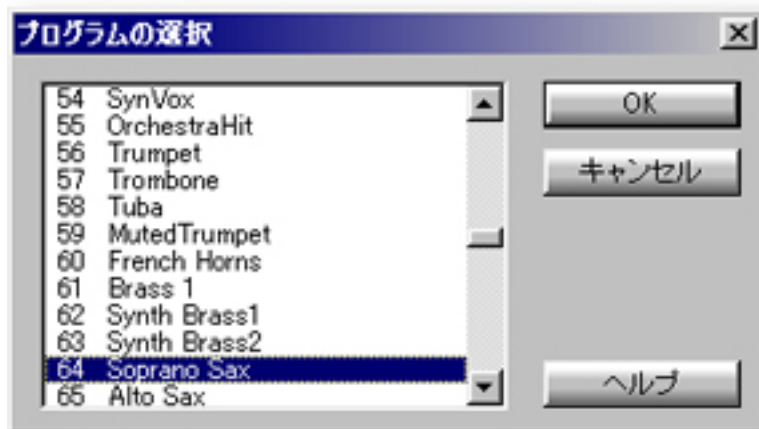 プログラムの選択
54 SynVox
55 OrchestraHit
56 Trumpet
57 Trombone
58 Tuba
59 MutedTrumpet
60 French Horns
61 Brass 1
62 Synth Brass1
63 Synth Brass2
64 Soprano Sax
65 Alto Sax
OK
キャンセル
ヘルプ